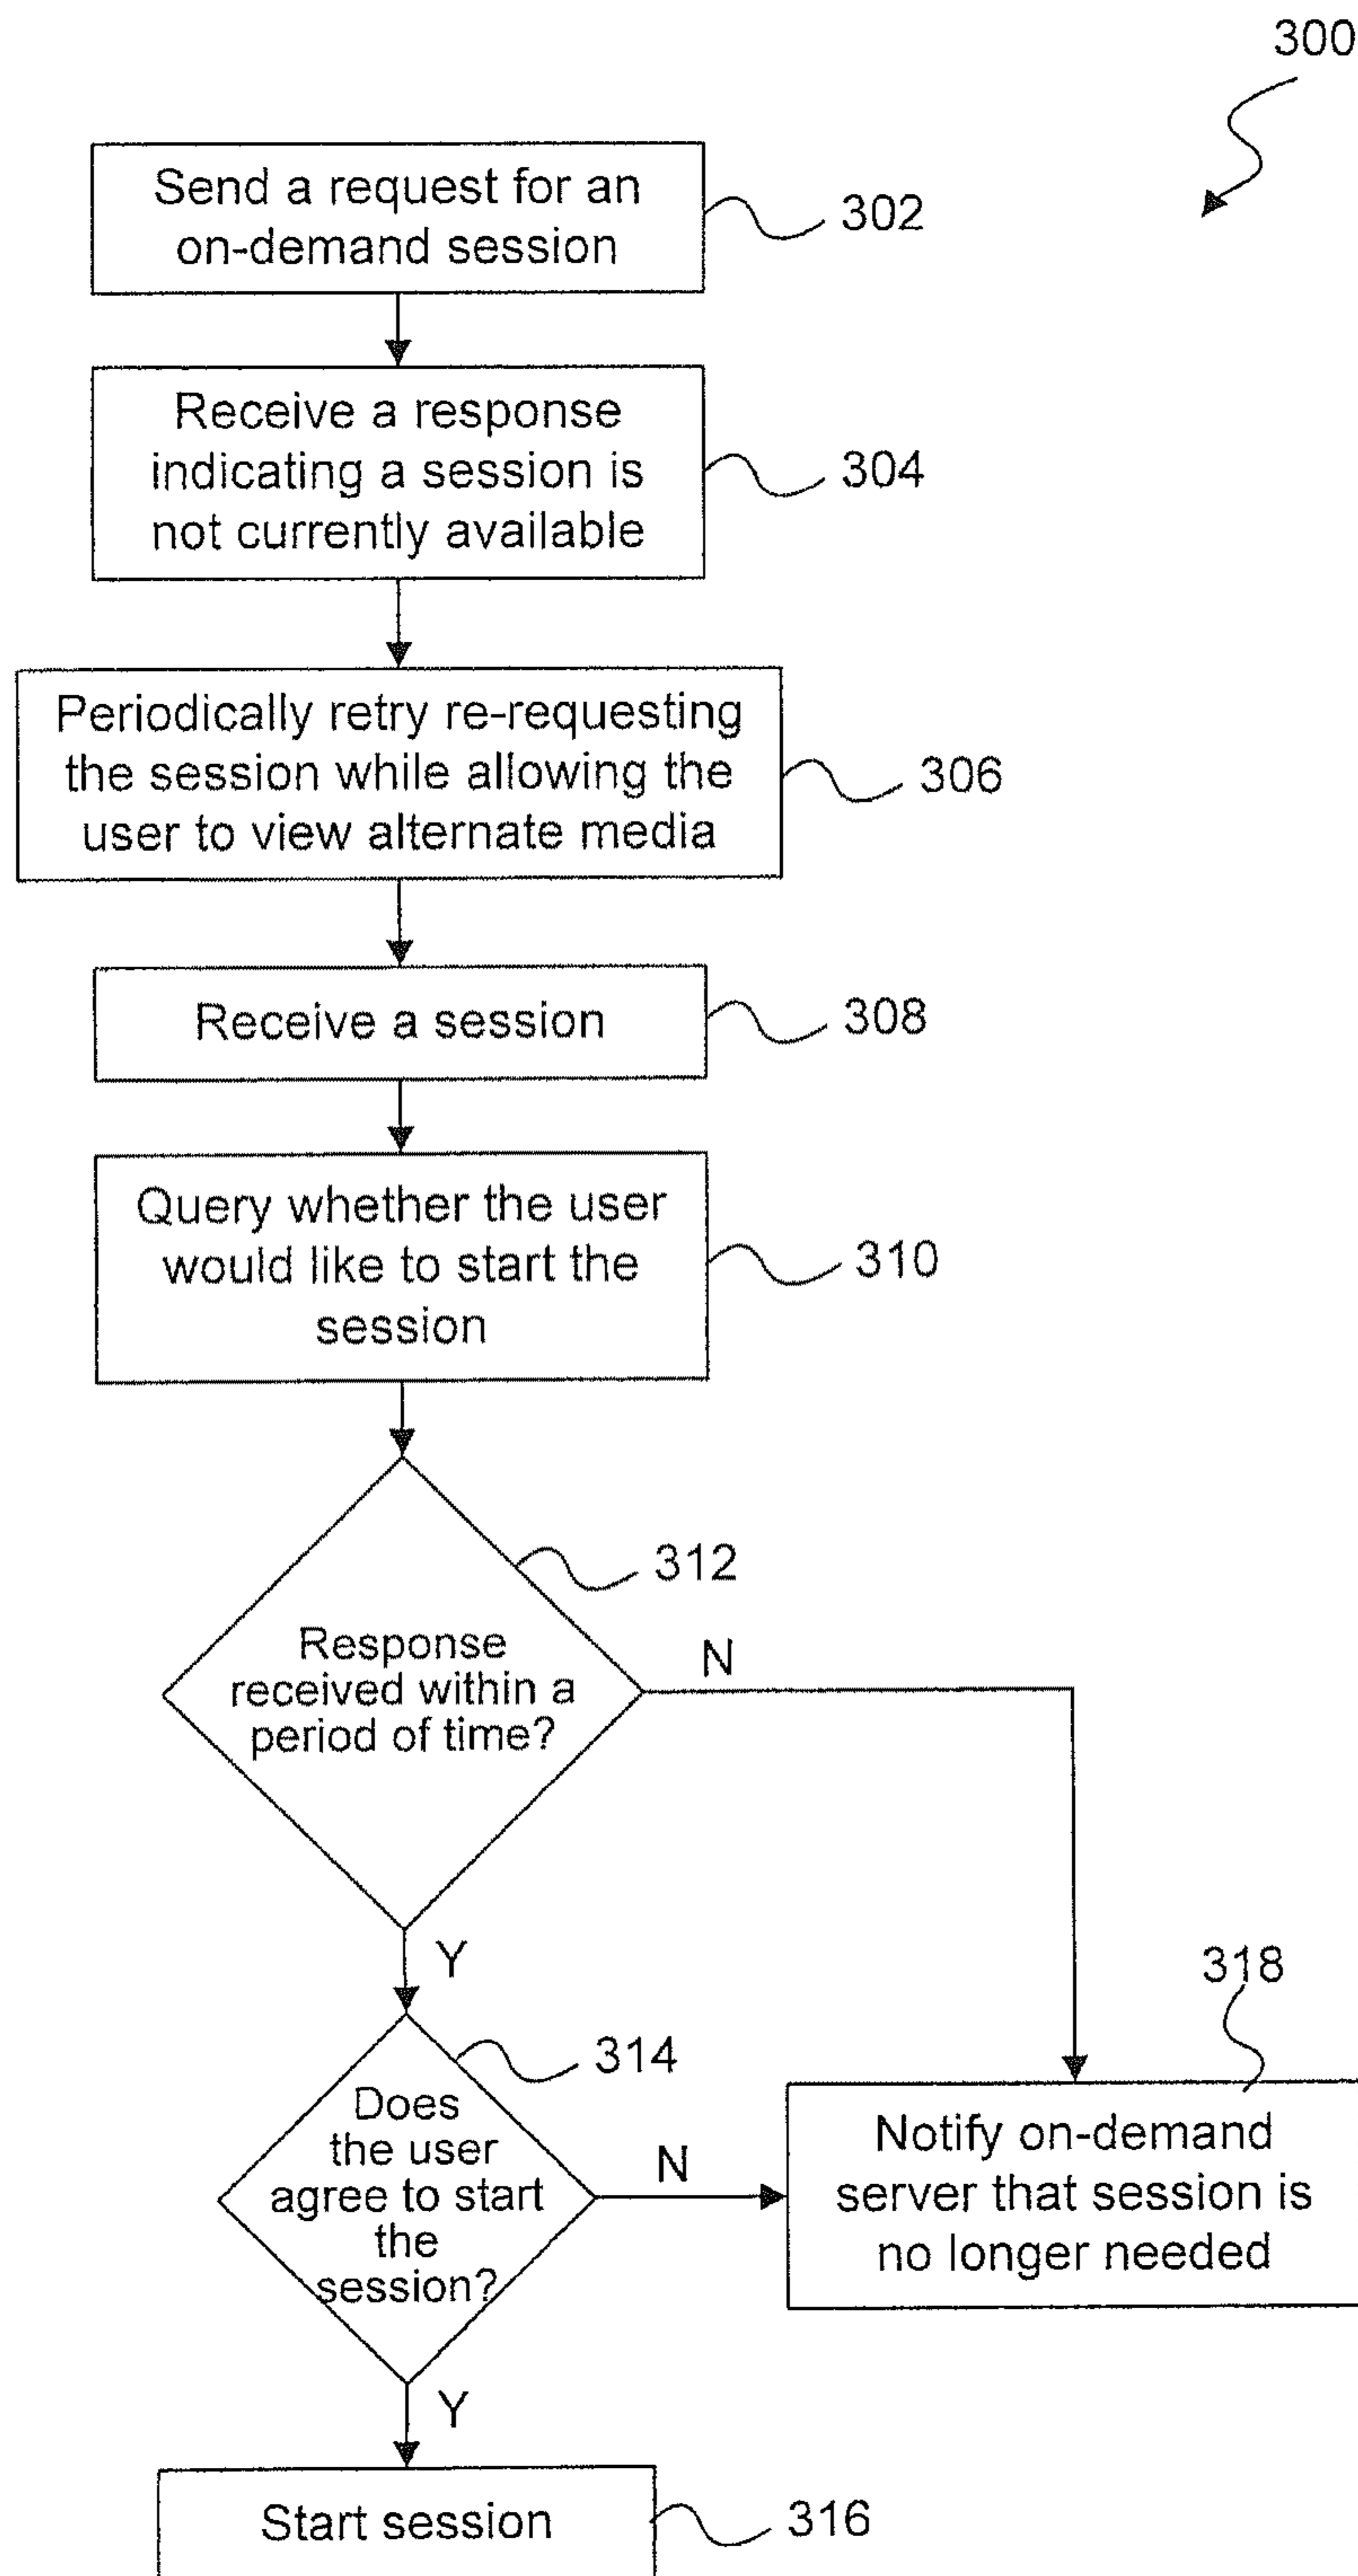 300
Send a request for an
on-demand session
302
Receive a response
indicating a session is
not currently available
304
Periodically retry re-requesting
the session while allowing the
user to view alternate media
306
Receive a session
308
Query whether the user
would like to start the
session
310
312
Response
received within a
period of time?
N
Y
318
314
Does
the user
agree to start
the
session?
N
Notify on-demand
server that session is
no longer needed
Y
Start session
316